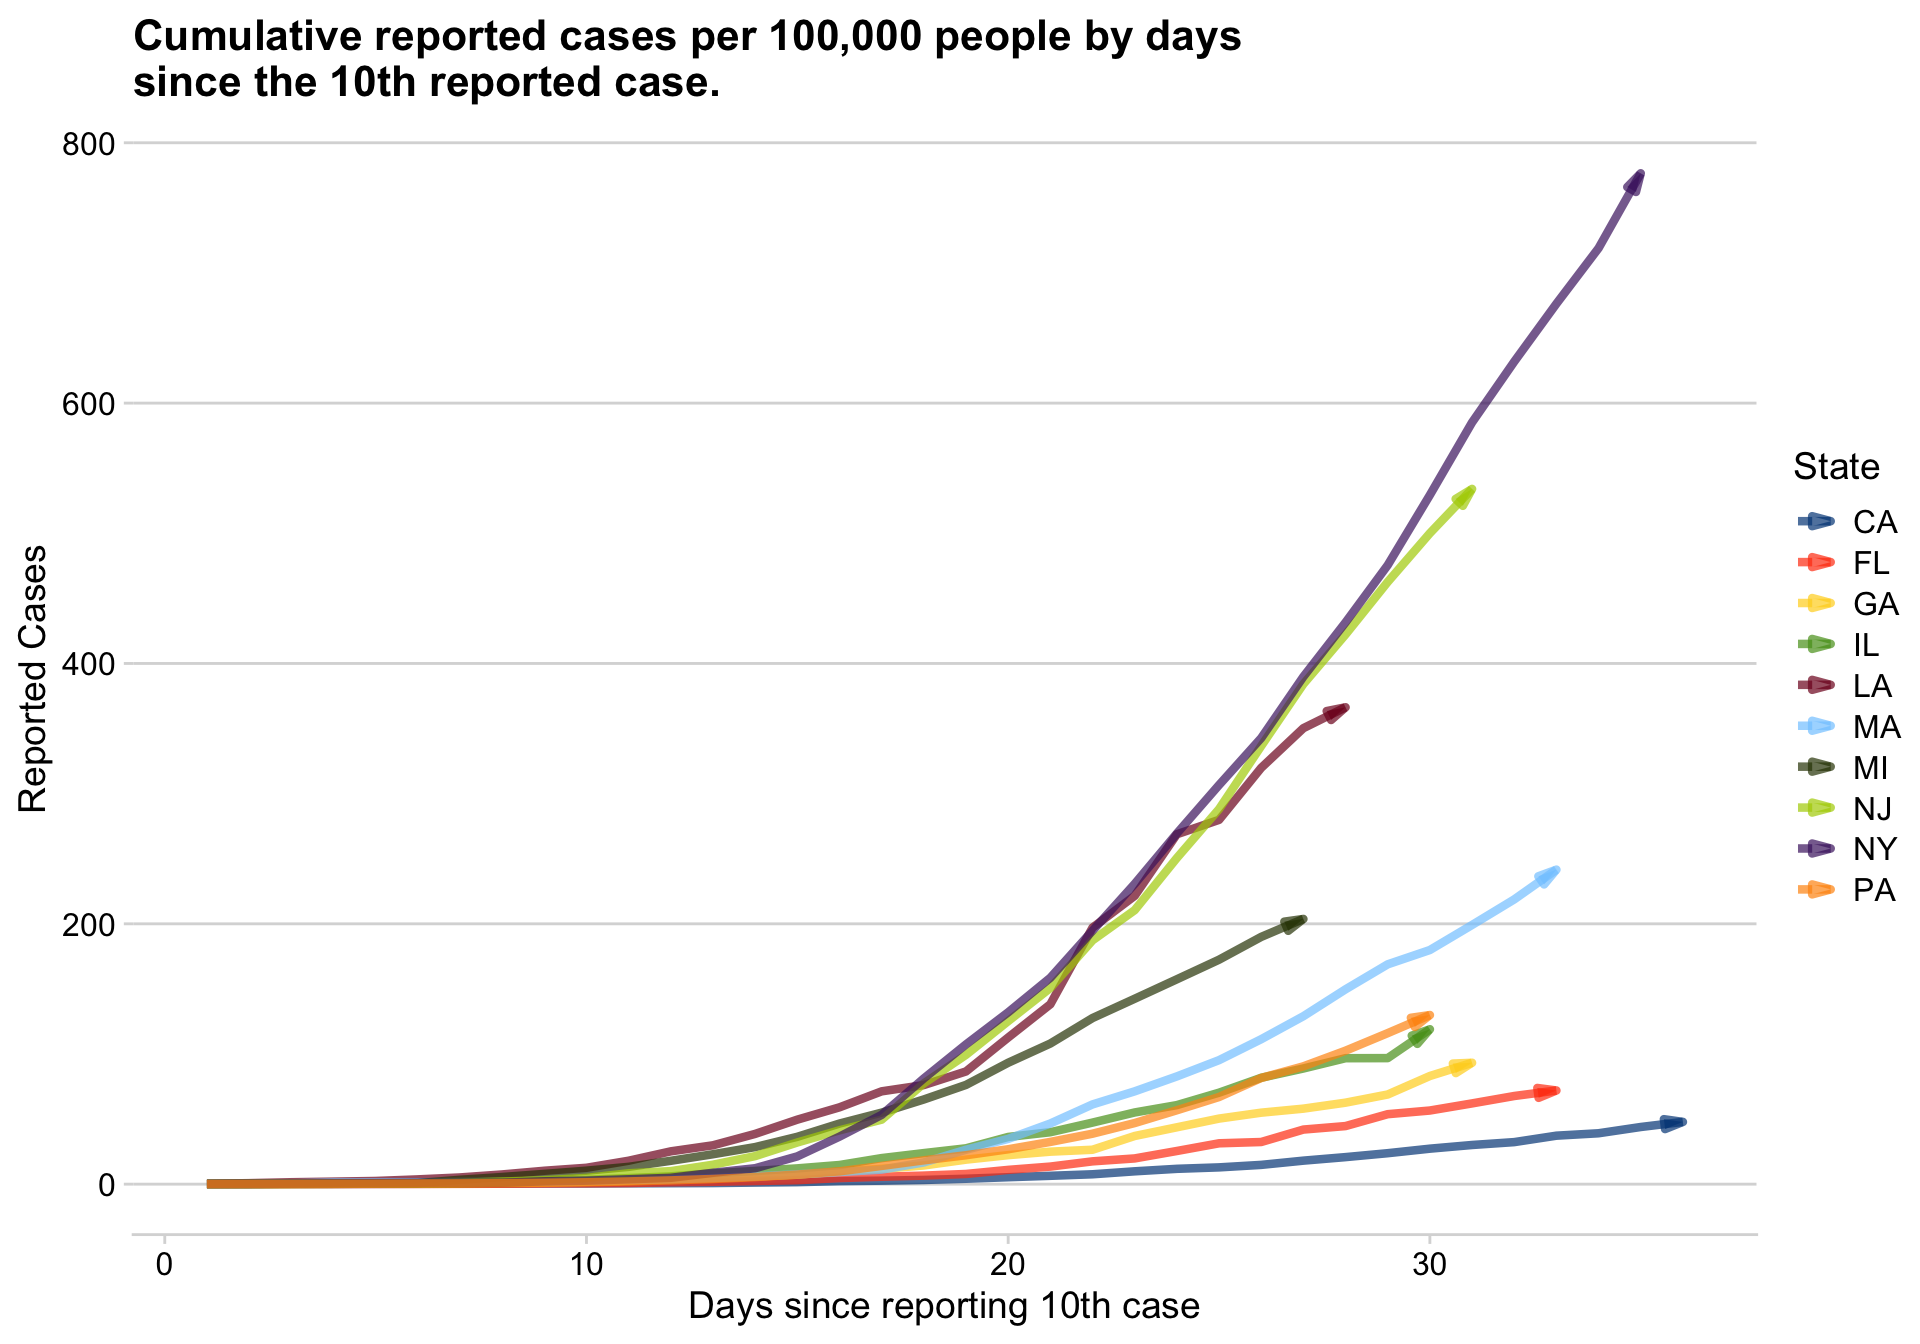 Cumulative reported cases per 100,000 people by days
since the 10th reported case.
800
600
400
200
0
Reported Cases
0 10 20 30
Days since reporting 10th case
State
CA
FL
GA
IL
LA
MA
MI
NJ
NY
PA